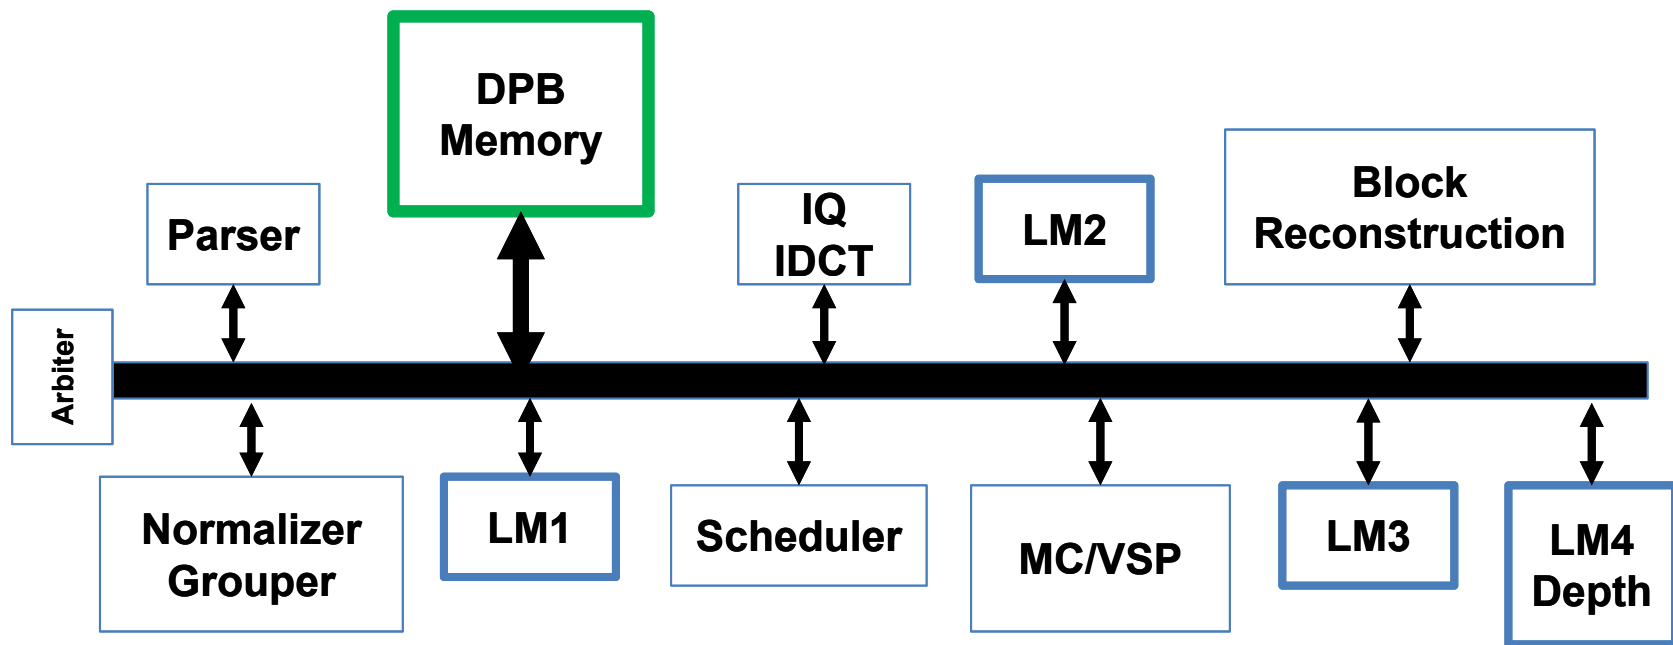 DPB
Memory
Parser
IQ
IDCT
LM2
Block
Reconstruction
Arbiter
Normalizer
Grouper
LM1
Scheduler
MC/VSP
LM3
LM4
Depth